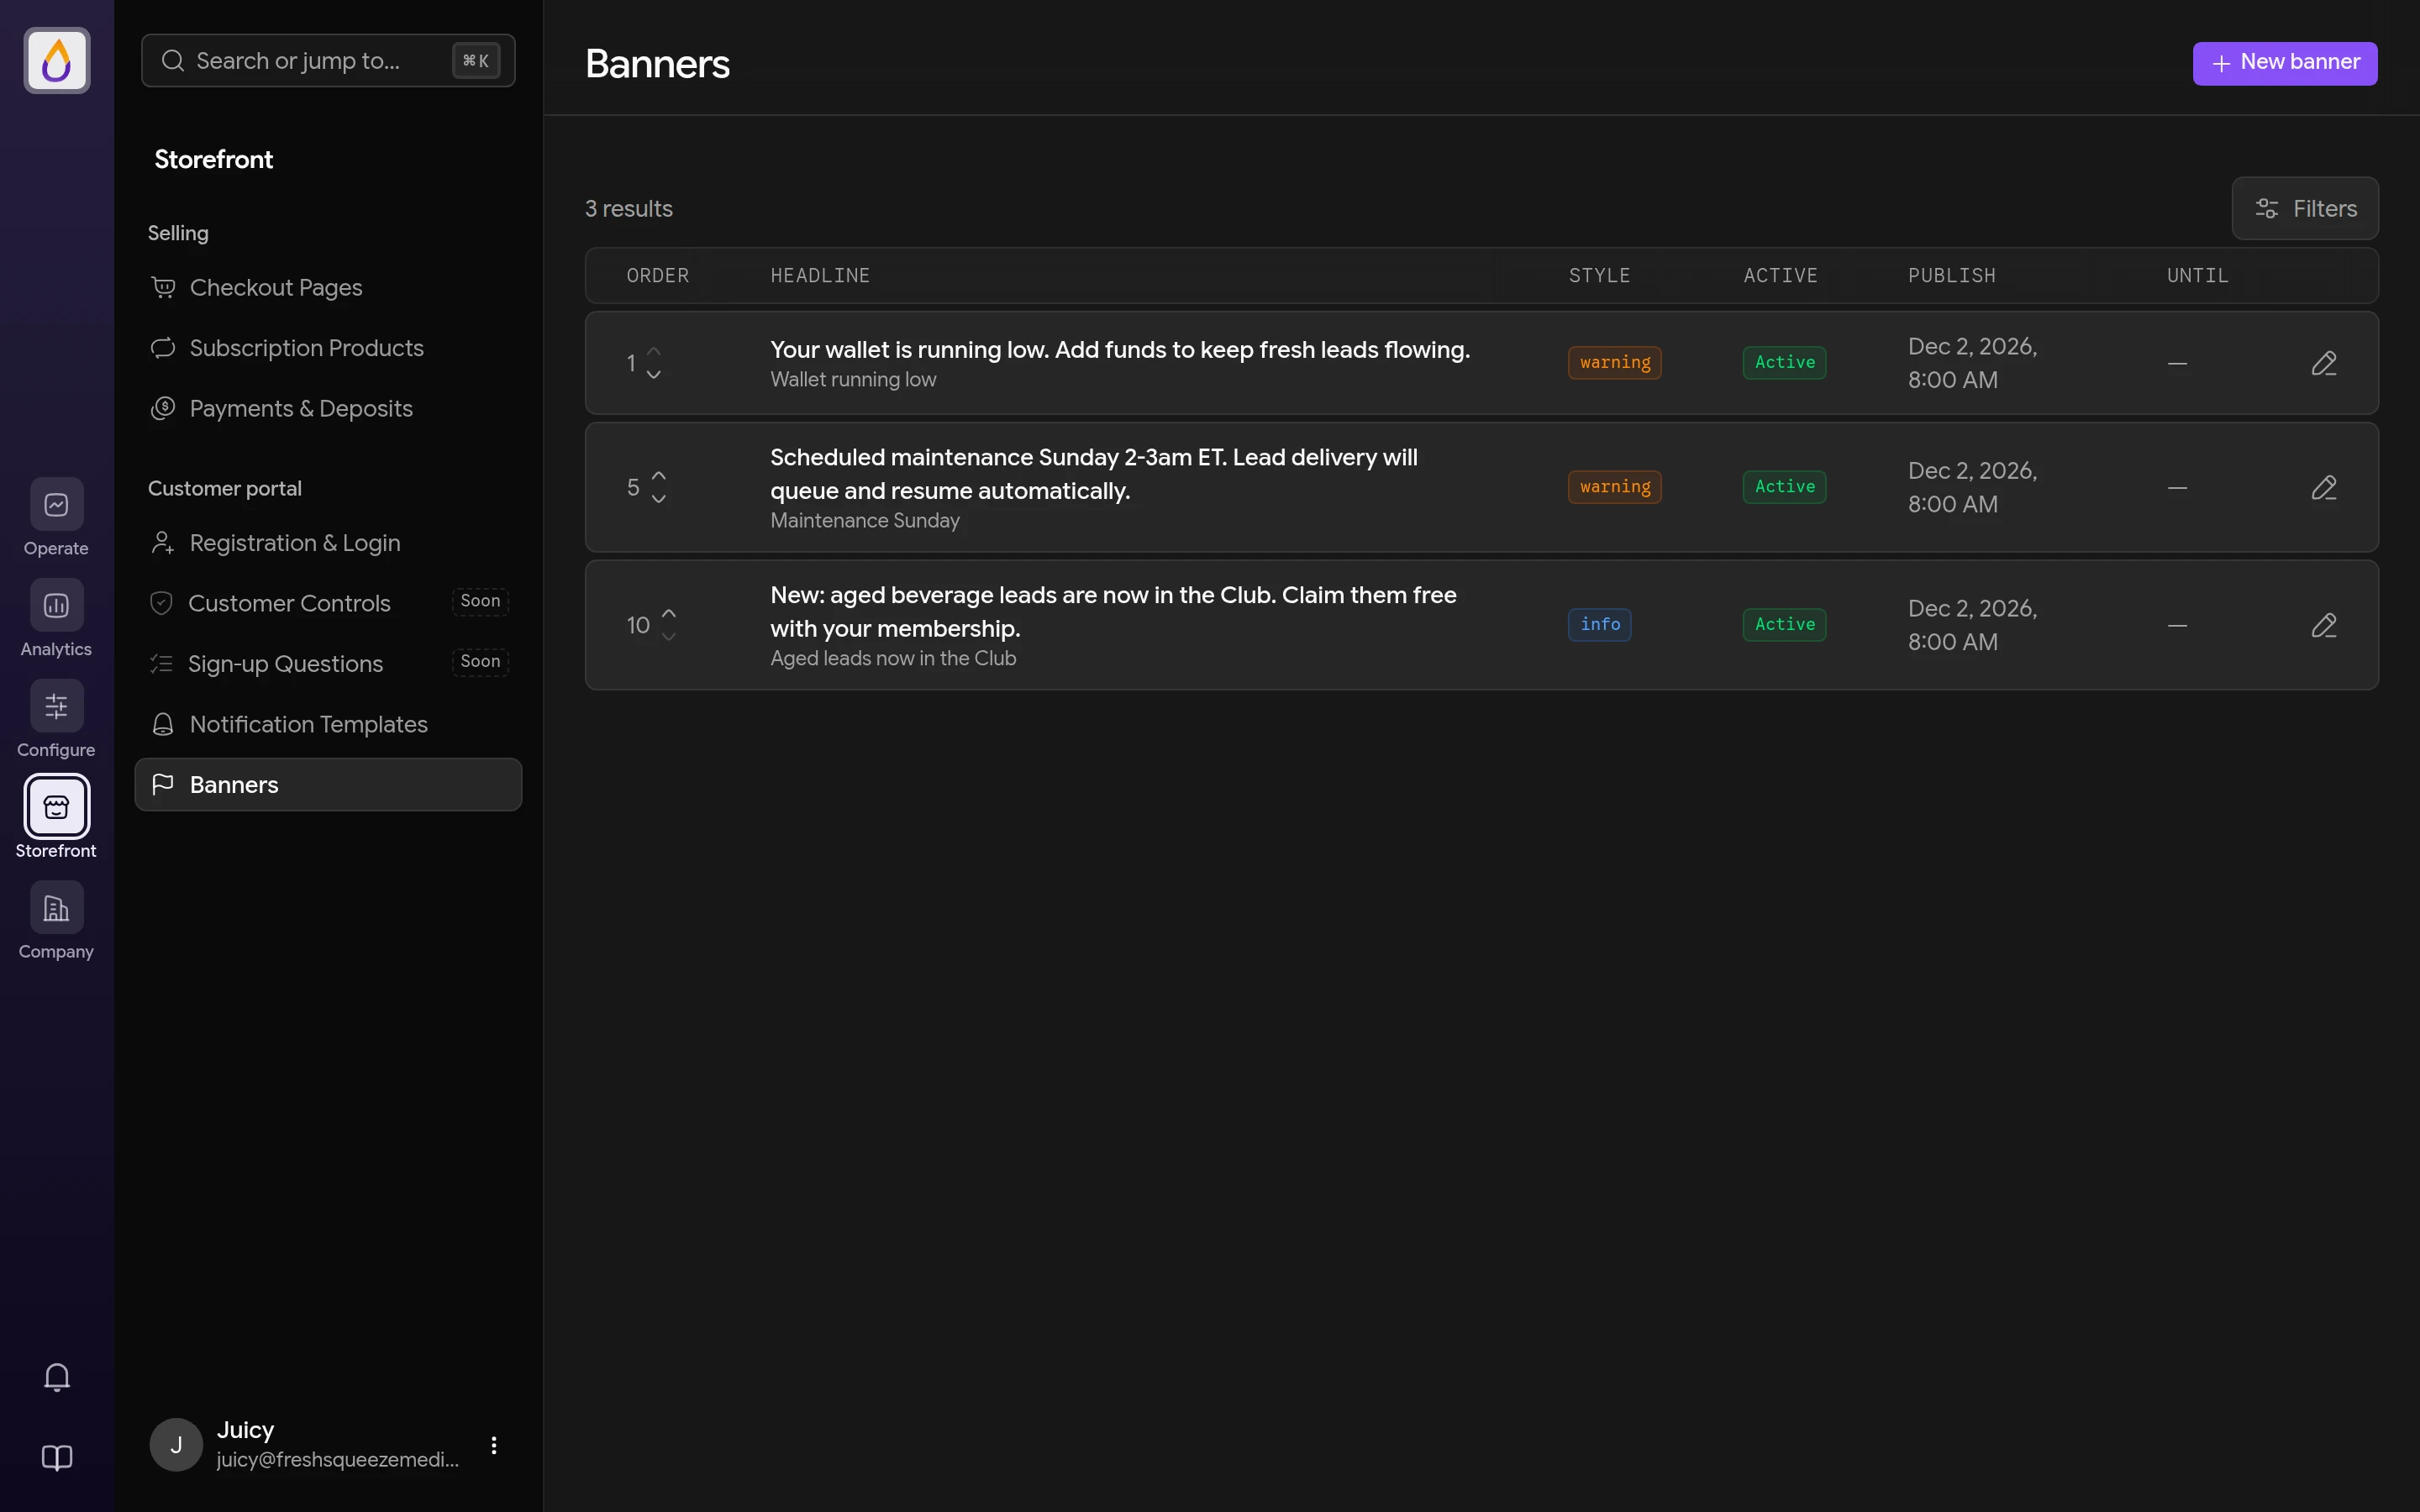 Search or jump to...
⌘K
Storefront
Selling
Checkout Pages
Subscription Products
Payments & Deposits
Customer portal
Registration & Login
Customer Controls
Soon
Sign-up Questions
Soon
Notification Templates
Banners
Operate
Analytics
Configure
Storefront
Company
J
Juicy
juicy@freshsqueezemedi...
Banners
New banner
3 results
Filters
ORDER HEADLINE STYLE ACTIVE PUBLISH UNTIL
1
Your wallet is running low. Add funds to keep fresh leads flowing.
Wallet running low
warning
Active
Dec 2, 2026,
8:00 AM
—
5
Scheduled maintenance Sunday 2-3am ET. Lead delivery will
queue and resume automatically.
Maintenance Sunday
warning
Active
Dec 2, 2026,
8:00 AM
—
10
New: aged beverage leads are now in the Club. Claim them free
with your membership.
Aged leads now in the Club
info
Active
Dec 2, 2026,
8:00 AM
—